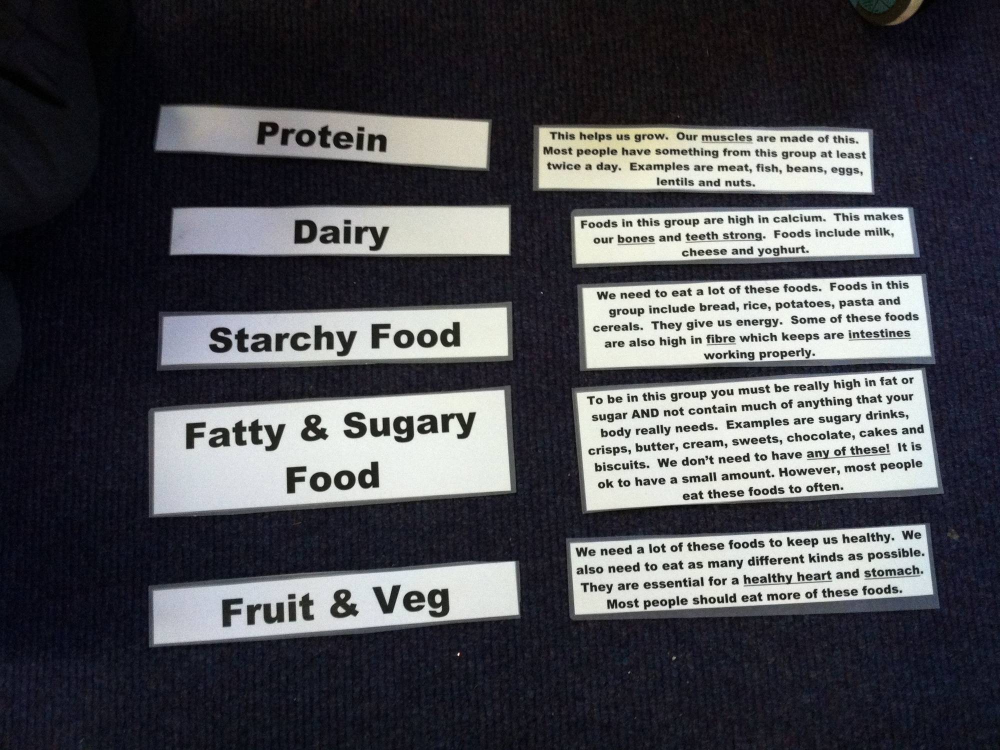 Protein
This helps us grow. Our muscles are made of this.
Most people have something from this group at least
twice a day. Examples are meat, fish, beans, eggs,
lentils and nuts.
Dairy
Foods in this group are high in calcium. This makes
our bones and teeth strong. Foods include milk,
cheese and yoghurt.
Starchy Food
We need to eat a lot of these foods. Foods in this
group include bread, rice, potatoes, pasta and
cereals. They give us energy. Some of these foods
are also high in fibre which keeps are intestines
working properly.
Fatty & Sugary
Food
To be in this group you must be really high in fat or
sugar AND not contain much of anything that your
body really needs. Examples are sugary drinks,
crisps, butter, cream, sweets, chocolate, cakes and
biscuits. We don't need to have any of these! It is
ok to have a small amount. However, most people
eat these foods to often.
Fruit & Veg
We need a lot of these foods to keep us healthy. We
also need to eat as many different kinds as possible.
They are essential for a healthy heart and stomach.
Most people should eat more of these foods.